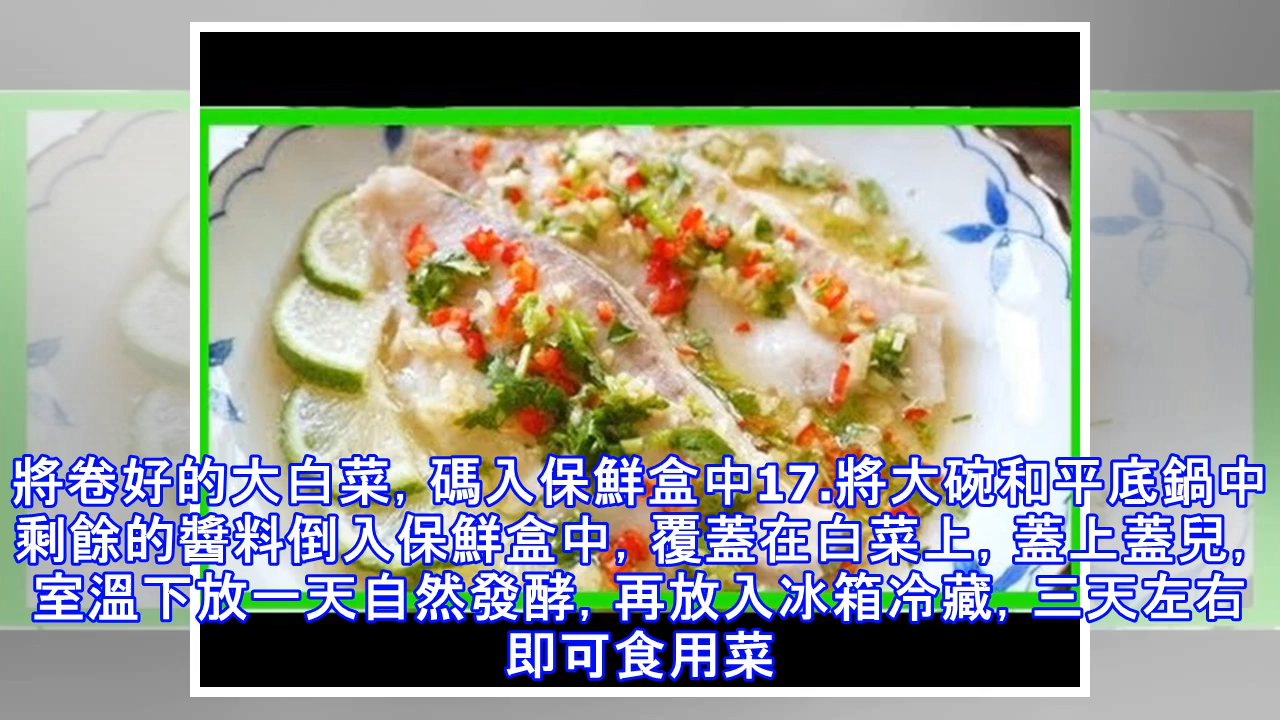 將卷好的大白菜, 碼入保鮮盒中17.將大碗和平底鍋中
剩餘的醬料倒入保鮮盒中, 覆蓋在白菜上, 蓋上蓋兒,
室溫下放一天自然發酵, 再放入冰箱冷藏, 三天左右
即可食用菜